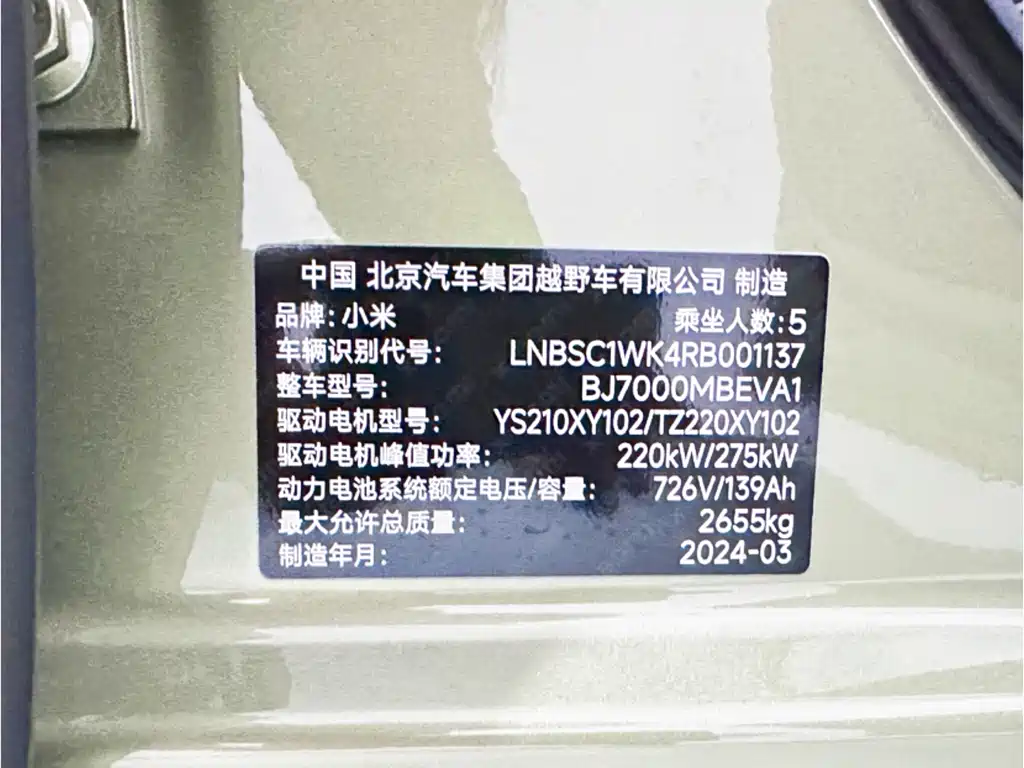 中国 北京汽车集团越野车有限公司 制造
品牌:小米 乘坐人数:5
车辆识别代号: LNBSC1WK4RB001137
整车型号: BJ7000MBEVA1
驱动电机型号: YS210XY102/TZ220XY102
驱动电机峰值功率: 220kW/275kW
动力电池系统额定电压/容量: 726V/139Ah
最大允许总质量: 2655kg
制造年月: 2024-03